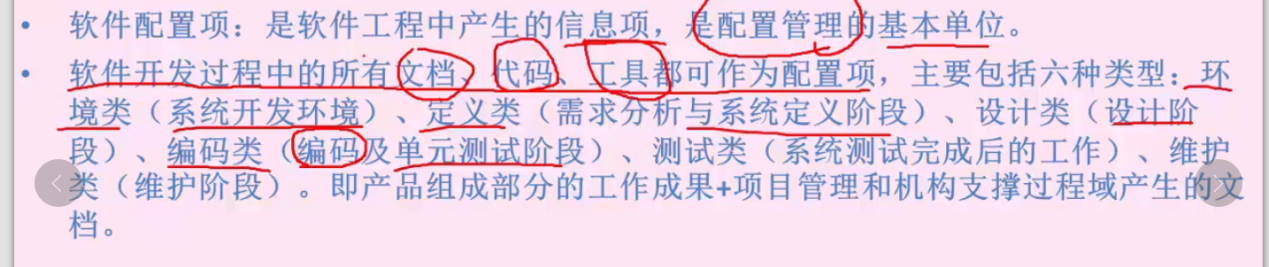 • 软件配置项：是软件工程中产生的信息项，是配置管理的基本单位。
• 软件开发过程中的所有文档、代码、工具都可作为配置项，主要包括六种类型：环
境类（系统开发环境）、定义类（需求分析与系统定义阶段）、设计类（设计阶
段）、编码类（编码及单元测试阶段）、测试类（系统测试完成后的工作）、维护
类（维护阶段）。即产品组成部分的工作成果+项目管理和机构支撑过程域产生的文
档。